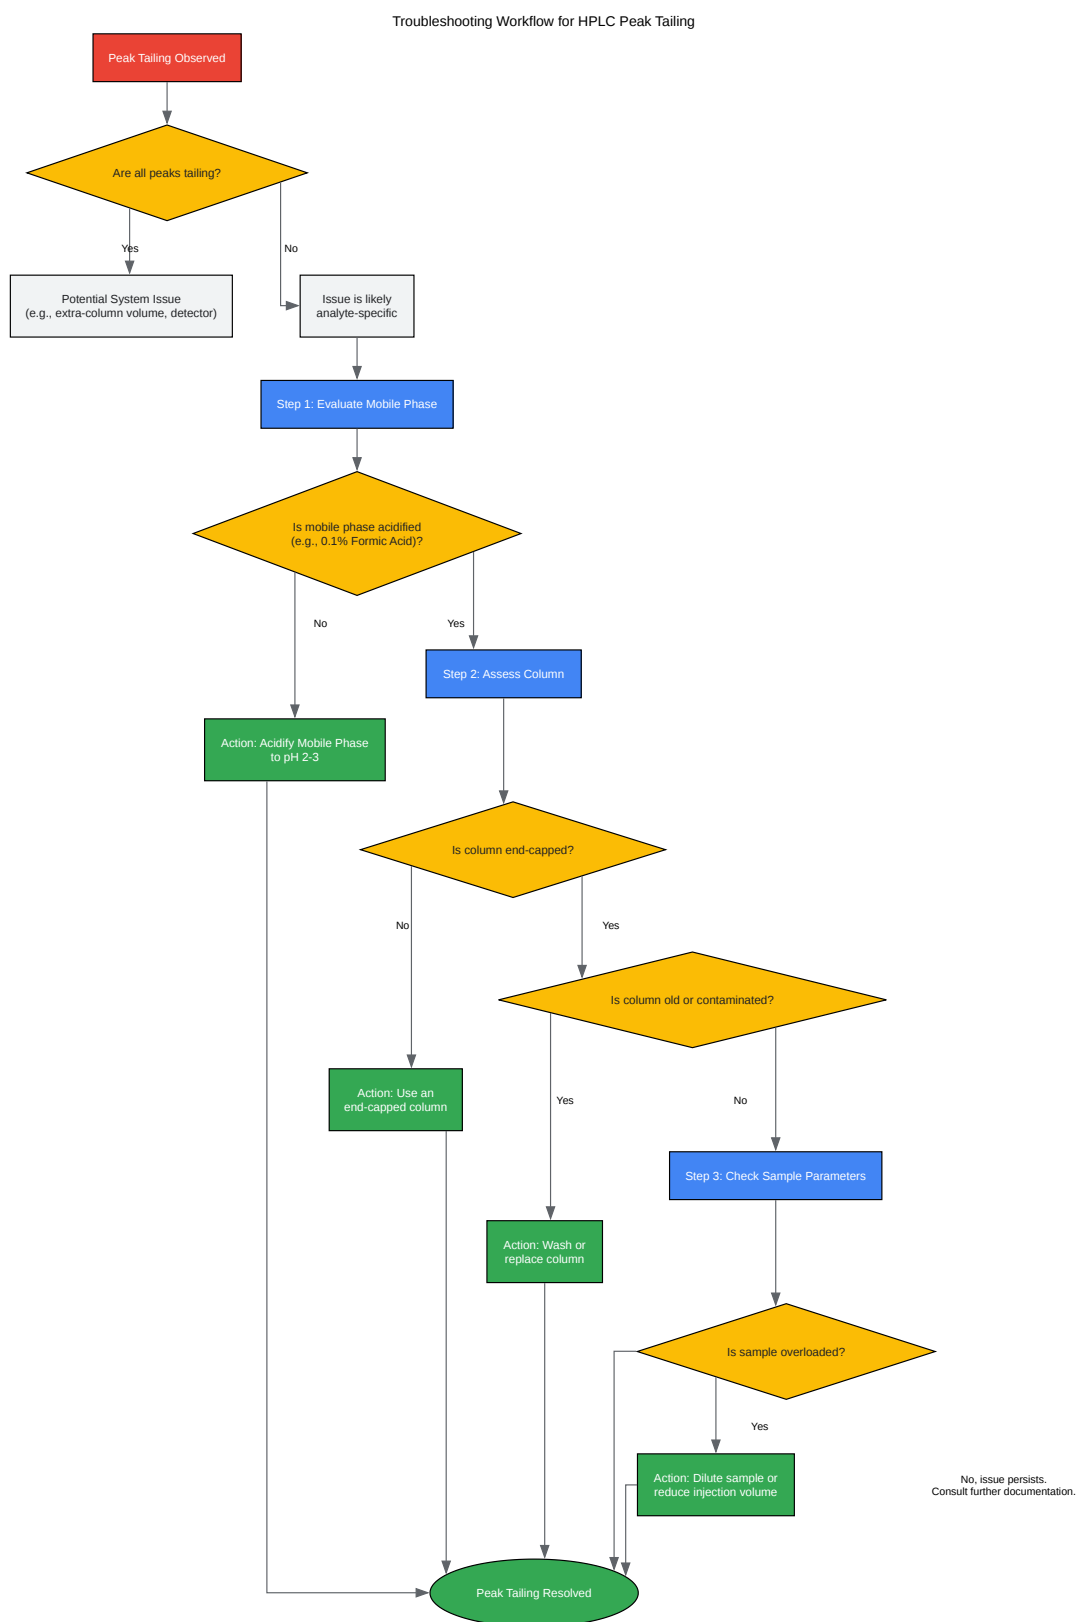 Troubleshooting Workflow for HPLC Peak Tailing
Peak Tailing Observed
Are all peaks tailing?
Yes
No
Potential System Issue
(e.g., extra-column volume, detector)
Issue is likely
analyte-specific
Step 1: Evaluate Mobile Phase
Is mobile phase acidified
(e.g., 0.1% Formic Acid)?
No
Yes
Step 2: Assess Column
Action: Acidify Mobile Phase
to pH 2-3
Is column end-capped?
No
Yes
Is column old or contaminated?
Action: Use an
end-capped column
Yes
No
Step 3: Check Sample Parameters
Action: Wash or
replace column
Is sample overloaded?
Yes
Action: Dilute sample or
reduce injection volume
No, issue persists.
Consult further documentation.
Peak Tailing Resolved